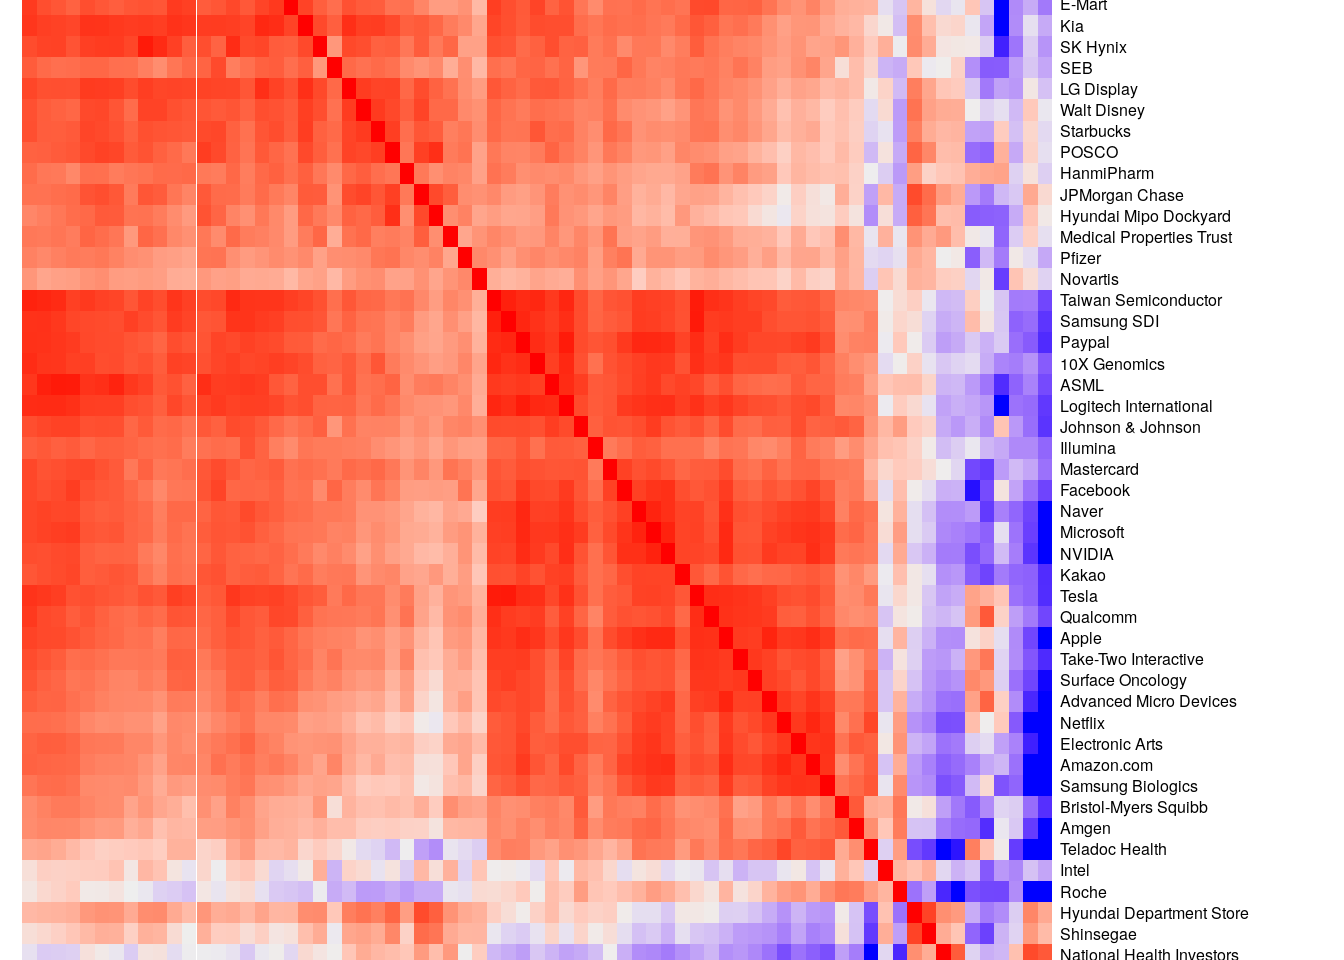 E-Mart
Kia
SK Hynix
SEB
LG Display
Walt Disney
Starbucks
POSCO
HanmiPharm
JPMorgan Chase
Hyundai Mipo Dockyard
Medical Properties Trust
Pfizer
Novartis
Taiwan Semiconductor
Samsung SDI
Paypal
10X Genomics
ASML
Logitech International
Johnson & Johnson
Illumina
Mastercard
Facebook
Naver
Microsoft
NVIDIA
Kakao
Tesla
Qualcomm
Apple
Take-Two Interactive
Surface Oncology
Advanced Micro Devices
Netflix
Electronic Arts
Amazon.com
Samsung Biologics
Bristol-Myers Squibb
Amgen
Teladoc Health
Intel
Roche
Hyundai Department Store
Shinsegae
National Health Investors